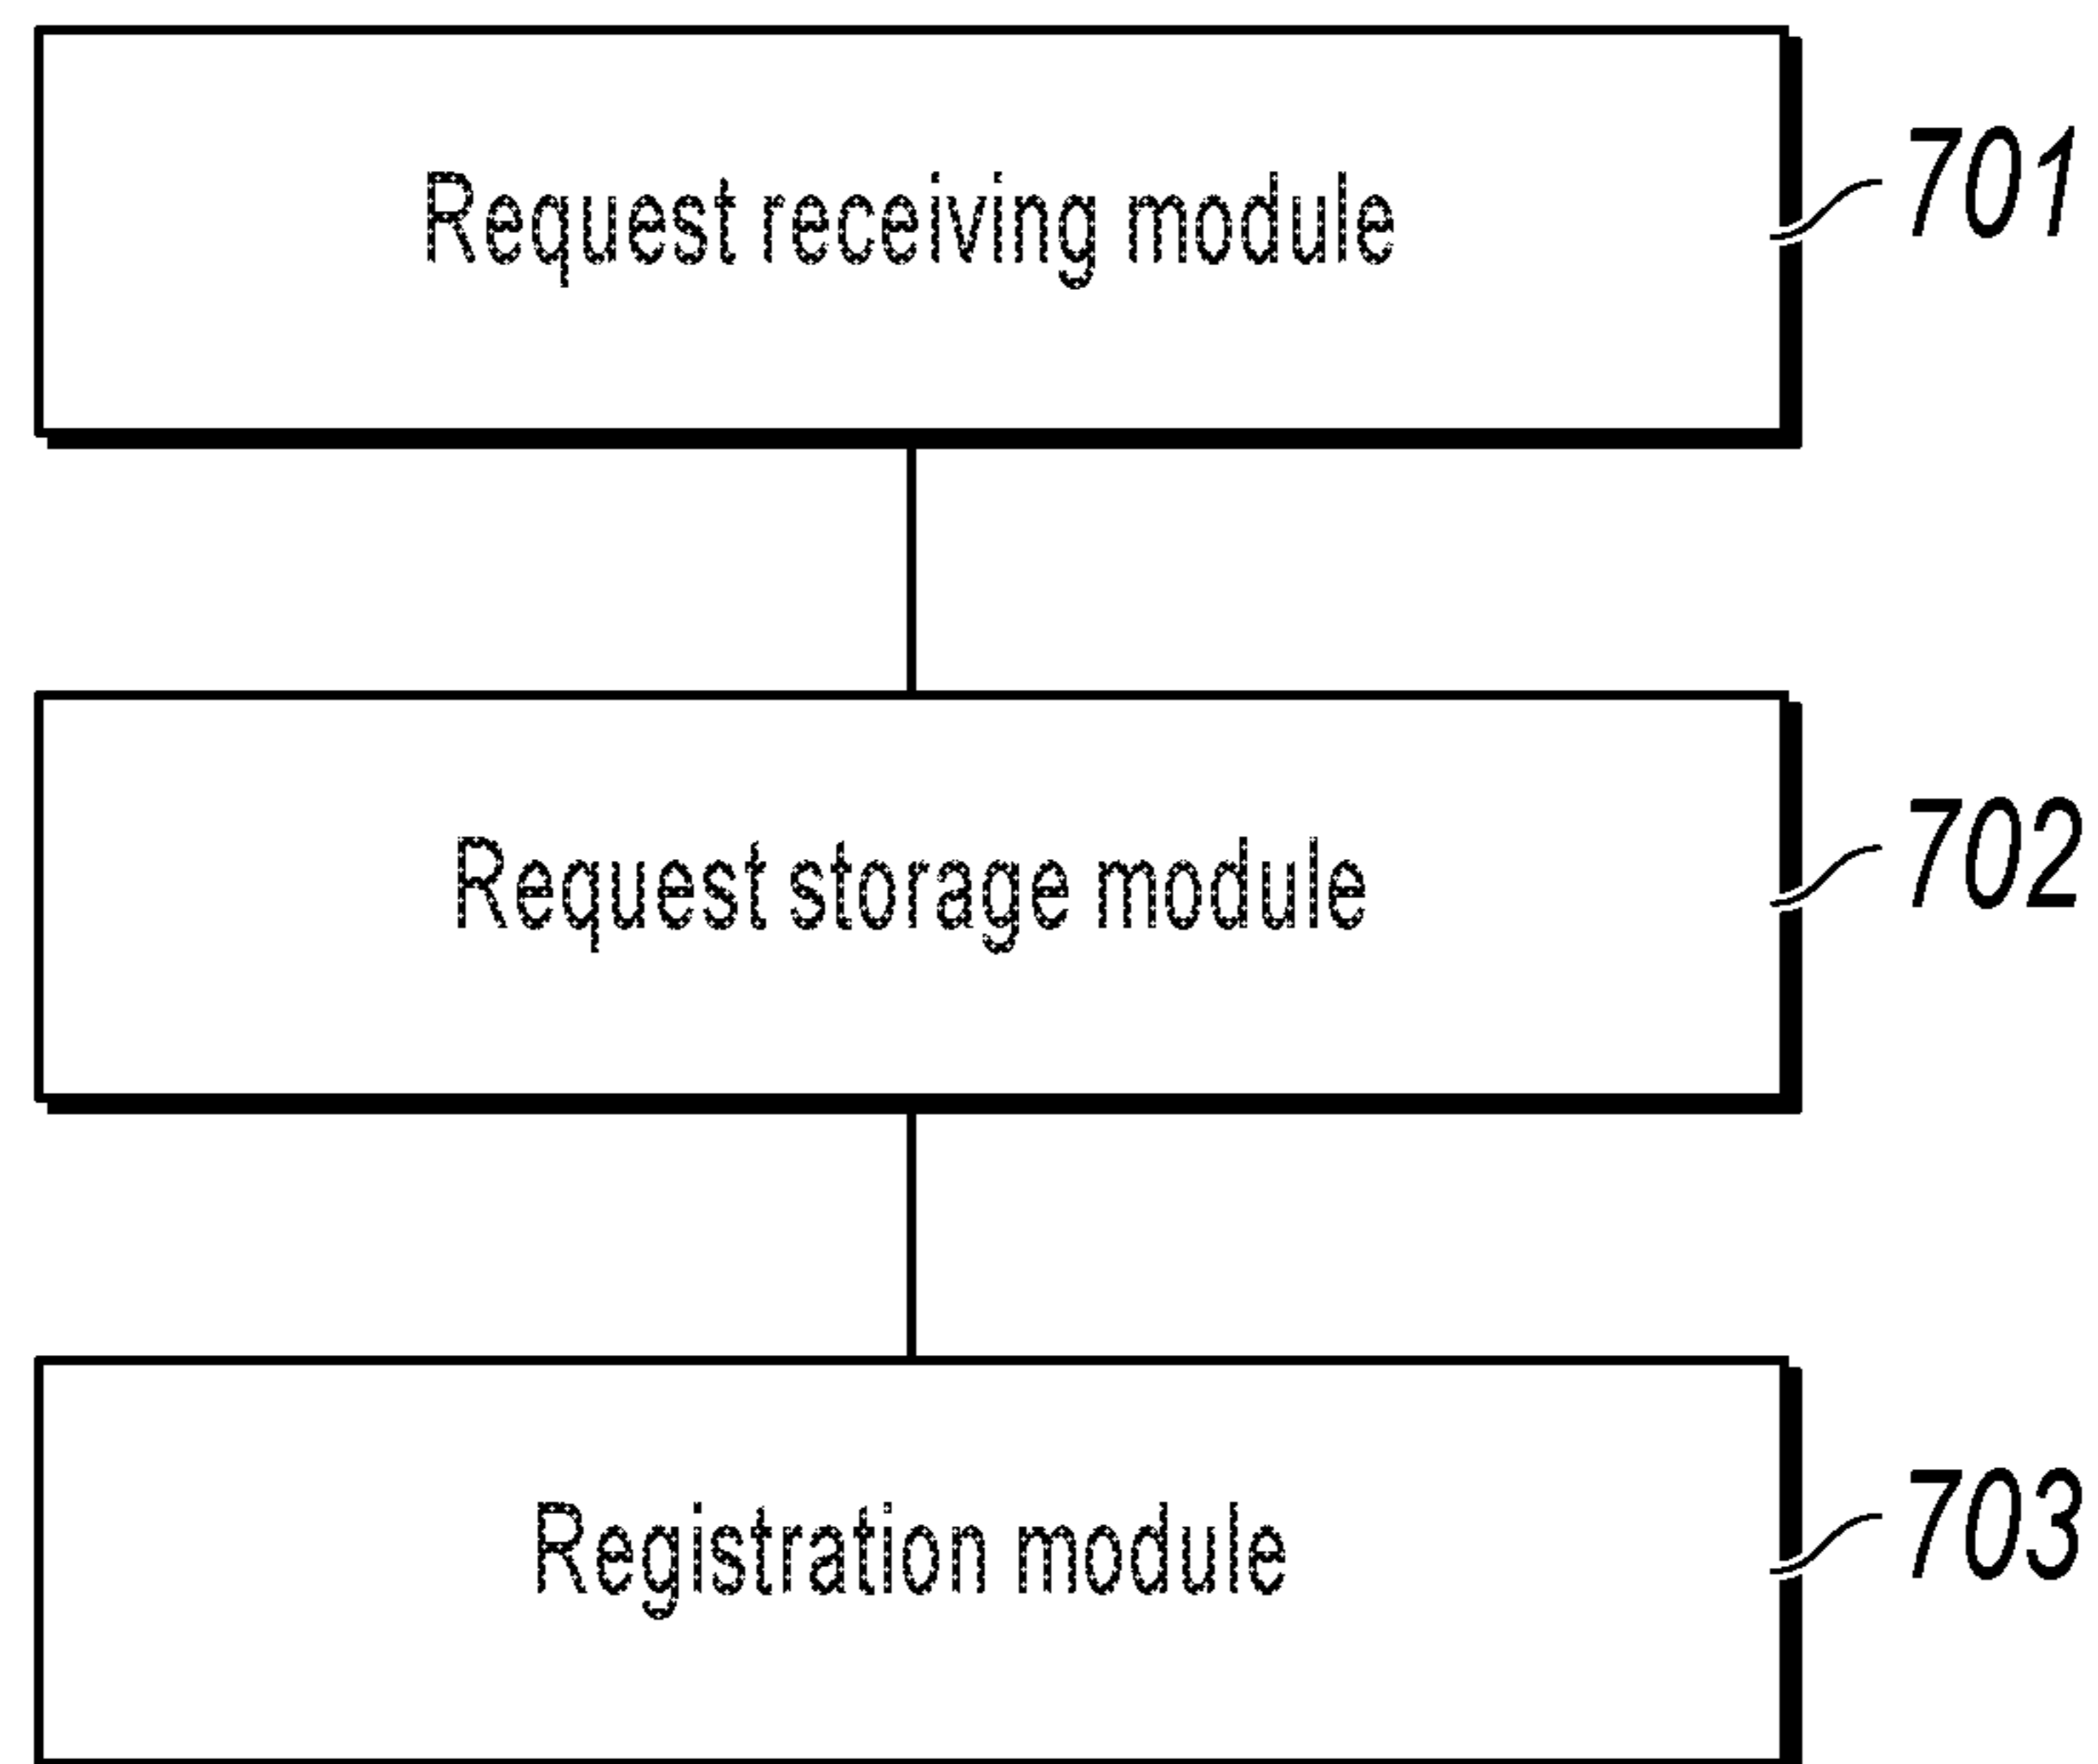 Request receiving module
701
Request storage module
702
Registration module
703